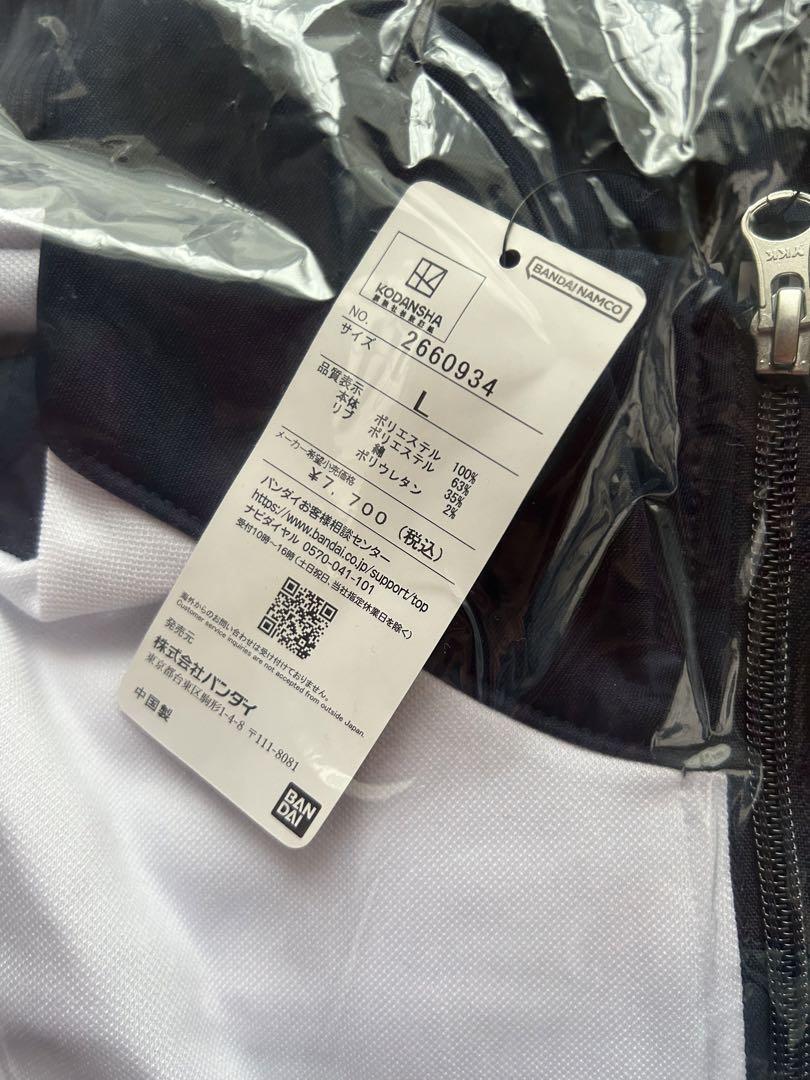 KODANSHA
BANDAI NAMCO
NO. 2660934
サイズ L
品質表示
本体 ポリエステル 100%
リブ ポリエステル 63%
綿 35%
ポリウレタン 2%
メーカー希望小売価格
¥7,700(税込)
バンダイお客様相談センター
https://www.bandai.co.jp/support/top
ナビダイヤル 0570-041-101
受付10時～16時(土日祝日、当社指定休業日を除く)
海外からのお問い合わせは受け付けておりません。
Customer service inquiries are not accepted from outside Japan.
発売元
株式会社バンダイ
東京都台東区駒形1-4-8 〒111-8081
中国製
BAN
DAI
YKK